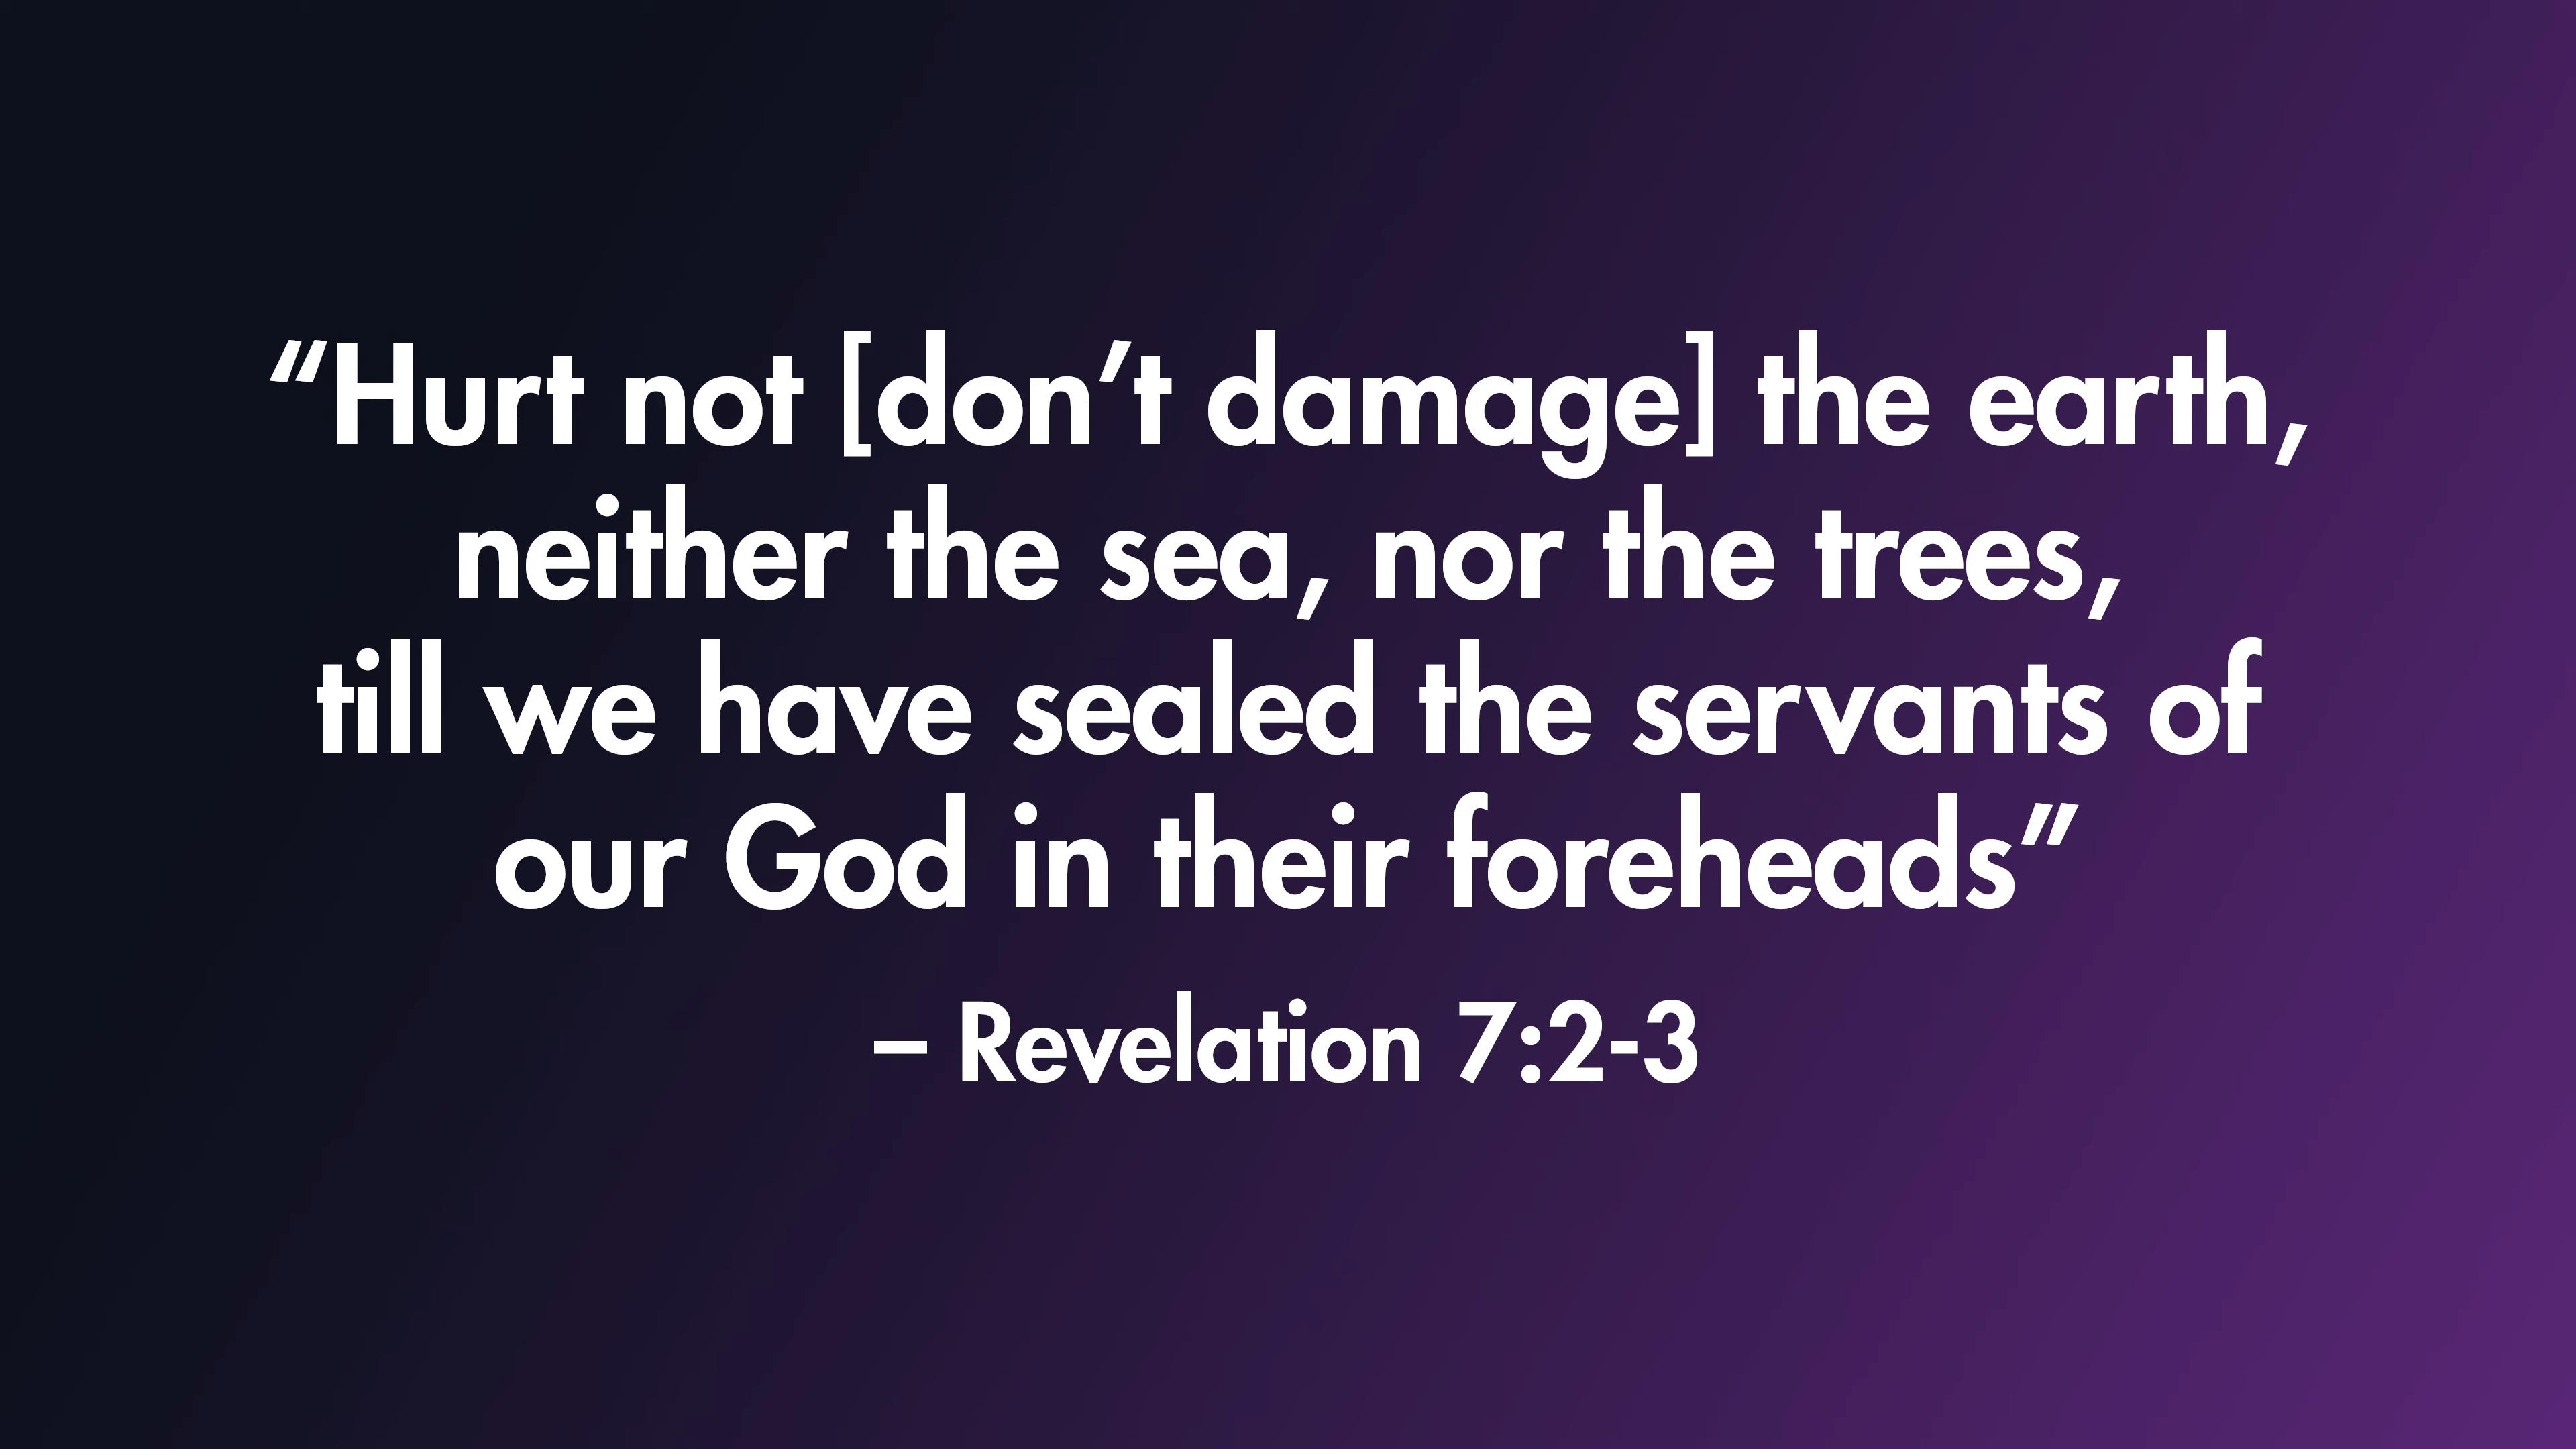 “Hurt not [don’t damage] the earth,
neither the sea, nor the trees,
till we have sealed the servants of
our God in their foreheads”
– Revelation 7:2-3